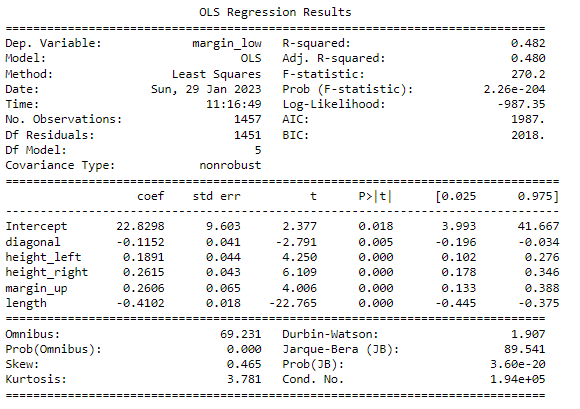 OLS Regression Results
==============================================================================
Dep. Variable:             margin_low   R-squared:                       0.482
Model:                            OLS   Adj. R-squared:                  0.480
Method:                 Least Squares   F-statistic:                     270.2
Date:                Sun, 29 Jan 2023   Prob (F-statistic):          2.26e-204
Time:                        11:16:49   Log-Likelihood:                -987.35
No. Observations:                1457   AIC:                             1987.
Df Residuals:                    1451   BIC:                             2018.
Df Model:                           5
Covariance Type:            nonrobust
================================================================================
                   coef    std err          t      P>|t|      [0.025      0.975]
--------------------------------------------------------------------------------
Intercept       22.8298      9.603      2.377      0.018       3.993      41.667
diagonal        -0.1152      0.041     -2.791      0.005      -0.196      -0.034
height_left      0.1891      0.044      4.250      0.000       0.102       0.276
height_right     0.2615      0.043      6.109      0.000       0.178       0.346
margin_up        0.2606      0.065      4.006      0.000       0.133       0.388
length          -0.4102      0.018    -22.765      0.000      -0.445      -0.375
==============================================================================
Omnibus:                       69.231   Durbin-Watson:                   1.907
Prob(Omnibus):                  0.000   Jarque-Bera (JB):               89.541
Skew:                           0.465   Prob(JB):                     3.60e-20
Kurtosis:                       3.781   Cond. No.                     1.94e+05
==============================================================================